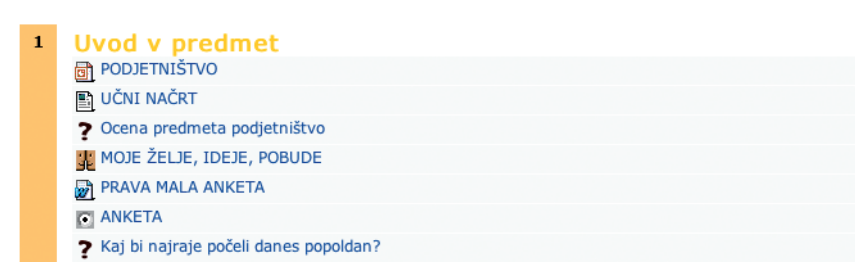 1 Uvod v predmet
PODJETNIŠTVO
UČNI NAČRT
Ocena predmeta podjetništvo
MOJE ŽELJE, IDEJE, POBUDE
PRAVA MALA ANKETA
ANKETA
Kaj bi najraje počeli danes popoldan?